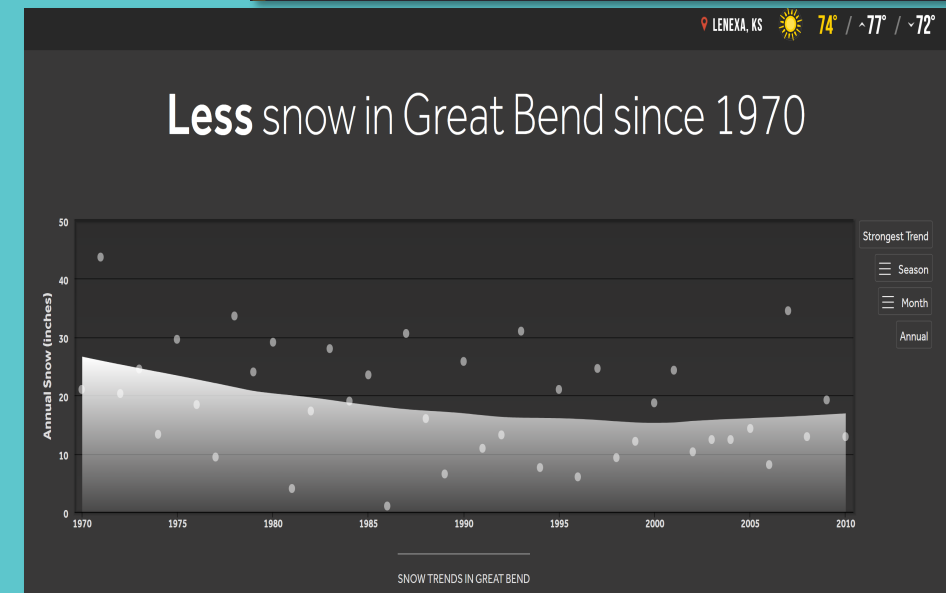 LENEXA, KS 74° / 77° / 72°
Less snow in Great Bend since 1970
Strongest Trend
Season
Month
Annual
Annual Snow (inches)
50
40
30
20
10
0
1970 1975 1980 1985 1990 1995 2000 2005 2010
SNOW TRENDS IN GREAT BEND